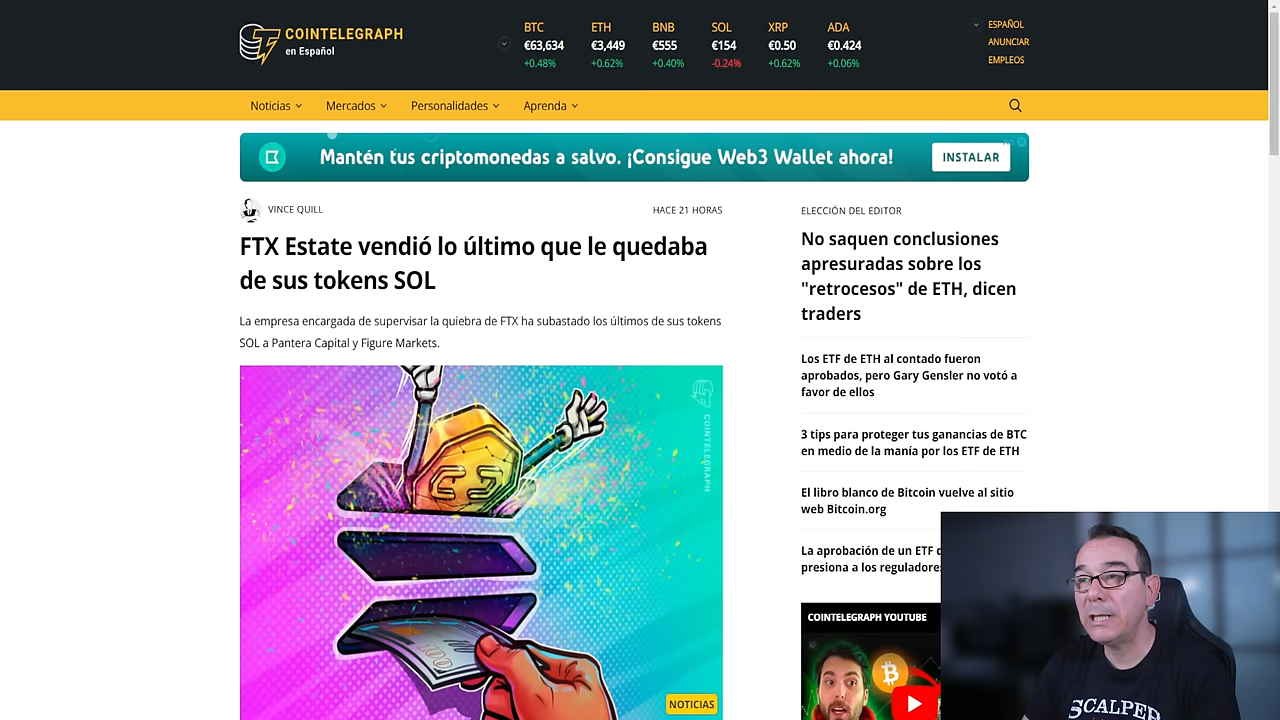 COINTELEGRAPH
en Español
BTC
€63,634
+0.48%
ETH
€3,449
+0.62%
BNB
€555
+0.40%
SOL
€154
-0.24%
XRP
€0.50
+0.62%
ADA
€0.424
+0.06%
ESPAÑOL
ANUNCIAR
EMPLEOS
Noticias Mercados Personalidades Aprenda
Mantén tus criptomonedas a salvo. ¡Consigue Web3 Wallet ahora!
INSTALAR
VINCE QUILL
HACE 21 HORAS
FTX Estate vendió lo último que le quedaba
de sus tokens SOL
La empresa encargada de supervisar la quiebra de FTX ha subastado los últimos de sus tokens
SOL a Pantera Capital y Figure Markets.
COINTELEGRAPH
100
NOTICIAS
ELECCIÓN DEL EDITOR
No saquen conclusiones
apresuradas sobre los
"retrocesos" de ETH, dicen
traders
Los ETF de ETH al contado fueron
aprobados, pero Gary Gensler no votó a
favor de ellos
3 tips para proteger tus ganancias de BTC
en medio de la manía por los ETF de ETH
El libro blanco de Bitcoin vuelve al sitio
web Bitcoin.org
La aprobación de un ETF
presiona a los reguladores
COINTELEGRAPH YOUTUBE
SCALPER